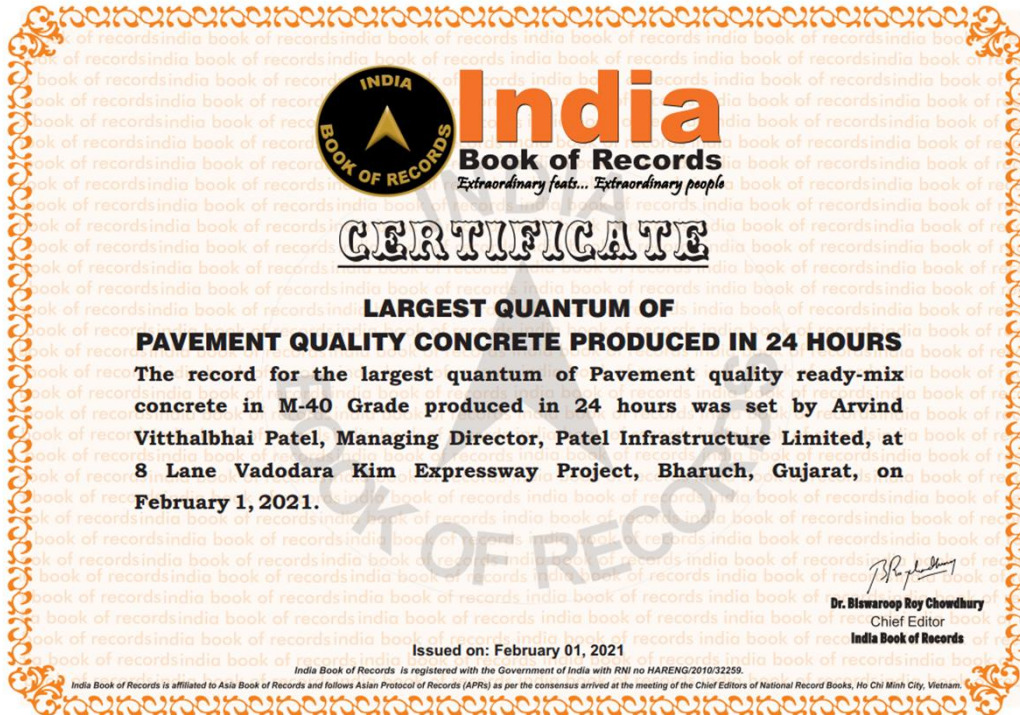 INDIA
BOOK OF RECORDS
India
Book of Records
Extraordinary feats... Extraordinary people
CERTIFICATE
LARGEST QUANTUM OF
PAVEMENT QUALITY CONCRETE PRODUCED IN 24 HOURS
The record for the largest quantum of Pavement quality ready-mix
concrete in M-40 Grade produced in 24 hours was set by Arvind
Vitthalbhai Patel, Managing Director, Patel Infrastructure Limited, at
8 Lane Vadodara Kim Expressway Project, Bharuch, Gujarat, on
February 1, 2021.
INDIA
BOOK OF RECORDS
Dr. Biswaroop Roy Chowdhury
Chief Editor
India Book of Records
Issued on: February 01, 2021
India Book of Records is registered with the Government of India with RNI no HARENG/2010/32259.
India Book of Records is affiliated to Asia Book of Records and follows Asian Protocol of Records (APRs) as per the consensus arrived at the meeting of the Chief Editors of National Record Books, Ho Chi Minh City, Vietnam.